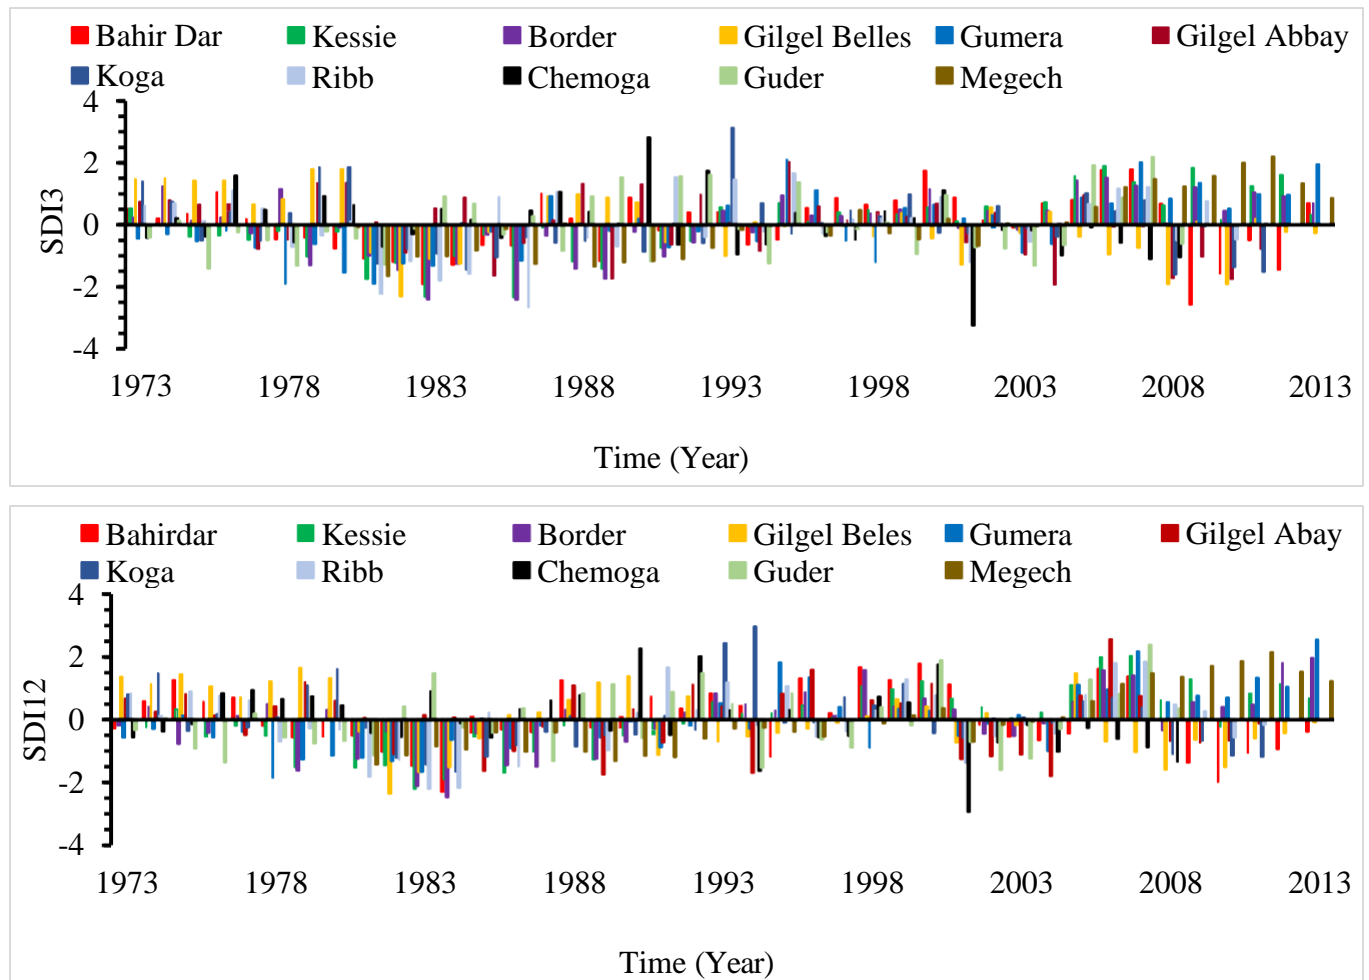 Bahir Dar Kessie Border Gilgel Belles Gumera Gilgel Abbay
Koga Ribb Chemoga Guder Megech
4
2
0
-2
-4
SDI3
1973 1978 1983 1988 1993 1998 2003 2008 2013
Time (Year)
Bahirdar Kessie Border Gilgel Beles Gumera Gilgel Abay
Koga Ribb Chemoga Guder Megech
4
2
0
-2
-4
SDI12
1973 1978 1983 1988 1993 1998 2003 2008 2013
Time (Year)